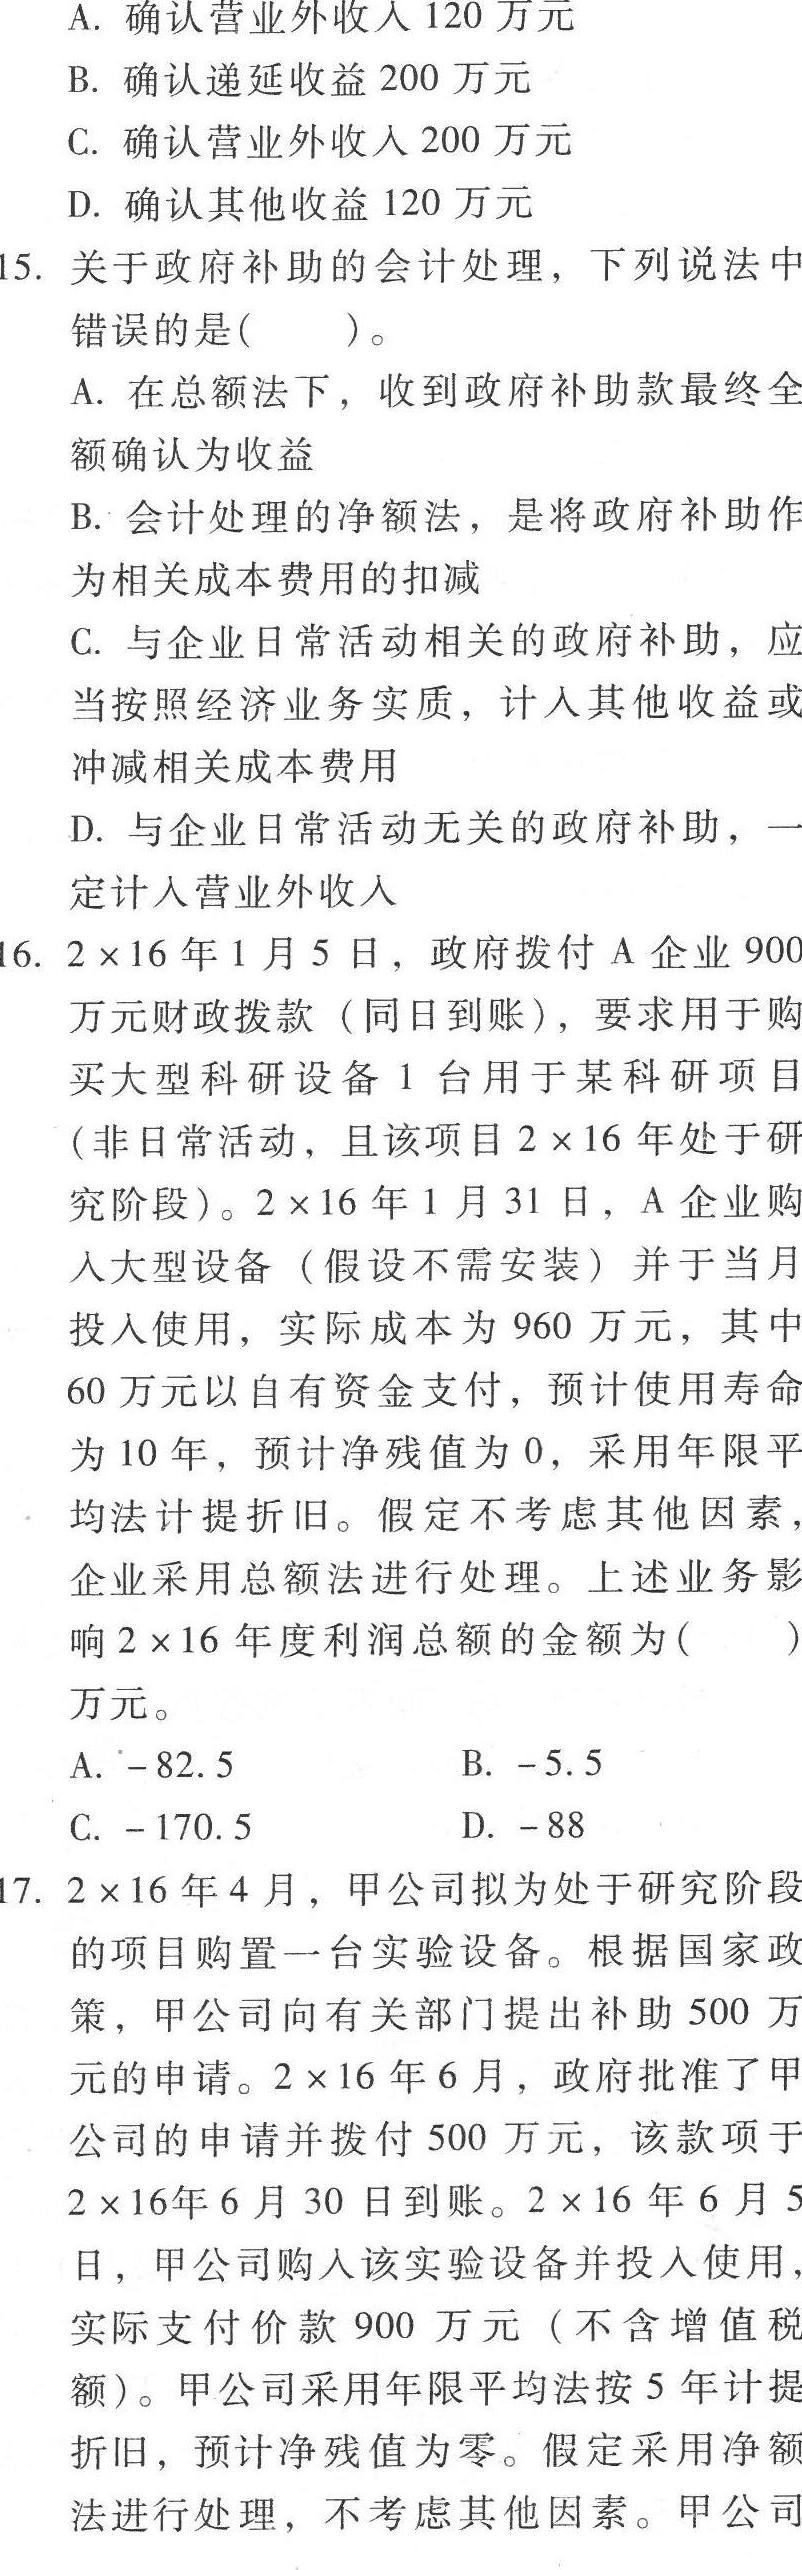 A. 确认营业外收入 120 万元
B. 确认递延收益 200 万元
C. 确认营业外收入 200 万元
D. 确认其他收益 120 万元
15. 关于政府补助的会计处理，下列说法中
错误的是(　　)。
A. 在总额法下，收到政府补助款最终全
额确认为收益
B. 会计处理的净额法，是将政府补助作
为相关成本费用的扣减
C. 与企业日常活动相关的政府补助，应
当按照经济业务实质，计入其他收益或
冲减相关成本费用
D. 与企业日常活动无关的政府补助，一
定计入营业外收入
16. 2×16 年 1 月 5 日，政府拨付 A 企业 900
万元财政拨款（同日到账），要求用于购
买大型科研设备 1 台用于某科研项目
(非日常活动，且该项目 2×16 年处于研
究阶段)。2×16 年 1 月 31 日，A 企业购
入大型设备（假设不需安装）并于当月
投入使用，实际成本为 960 万元，其中
60 万元以自有资金支付，预计使用寿命
为 10 年，预计净残值为 0，采用年限平
均法计提折旧。假定不考虑其他因素，
企业采用总额法进行处理。上述业务影
响 2×16 年度利润总额的金额为(　　)
万元。
A. －82.5　　B. －5.5
C. －170.5　　D. －88
17. 2×16 年 4 月，甲公司拟为处于研究阶段
的项目购置一台实验设备。根据国家政
策，甲公司向有关部门提出补助 500 万
元的申请。2×16 年 6 月，政府批准了甲
公司的申请并拨付 500 万元，该款项于
2×16年 6 月 30 日到账。2×16 年 6 月 5
日，甲公司购入该实验设备并投入使用，
实际支付价款 900 万元（不含增值税
额）。甲公司采用年限平均法按 5 年计提
折旧，预计净残值为零。假定采用净额
法进行处理，不考虑其他因素。甲公司